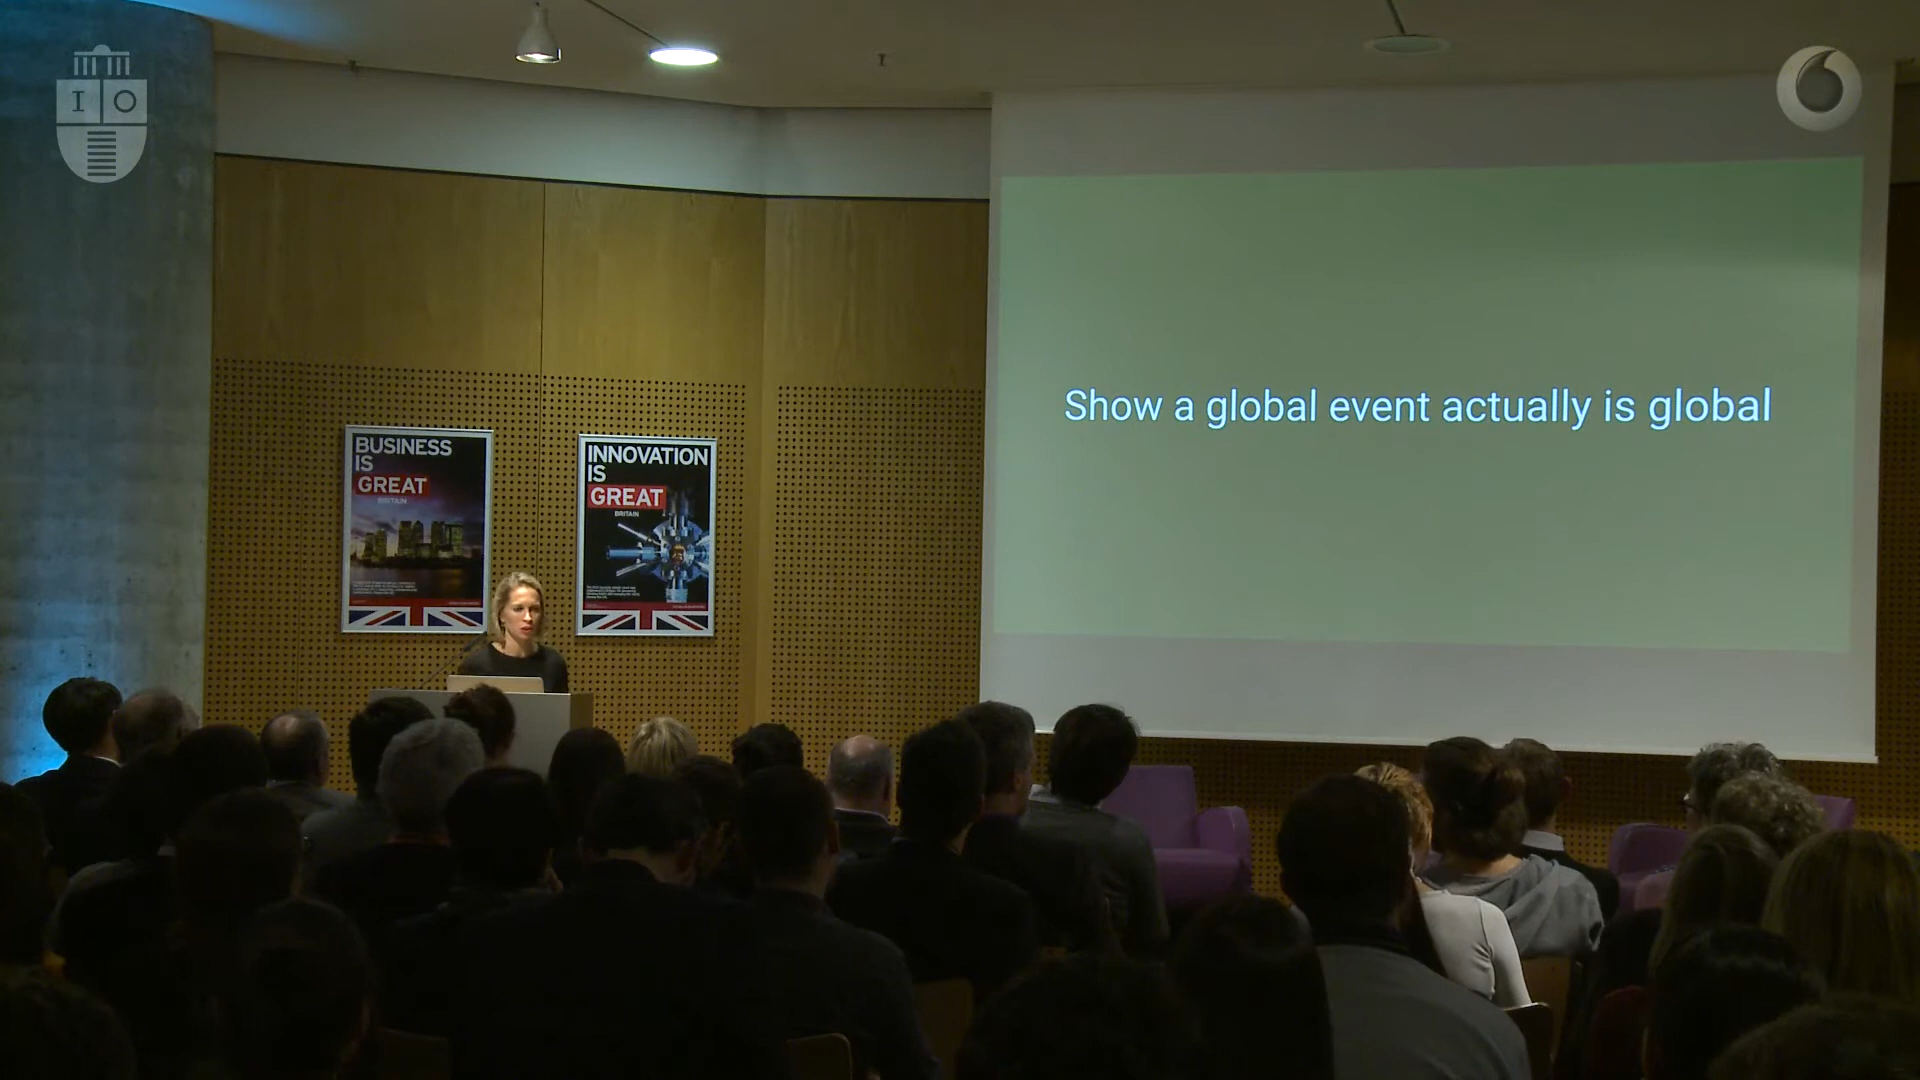 I O
Show a global event actually is global
BUSINESS
IS
GREAT
BRITAIN
INNOVATION
IS
GREAT
BRITAIN